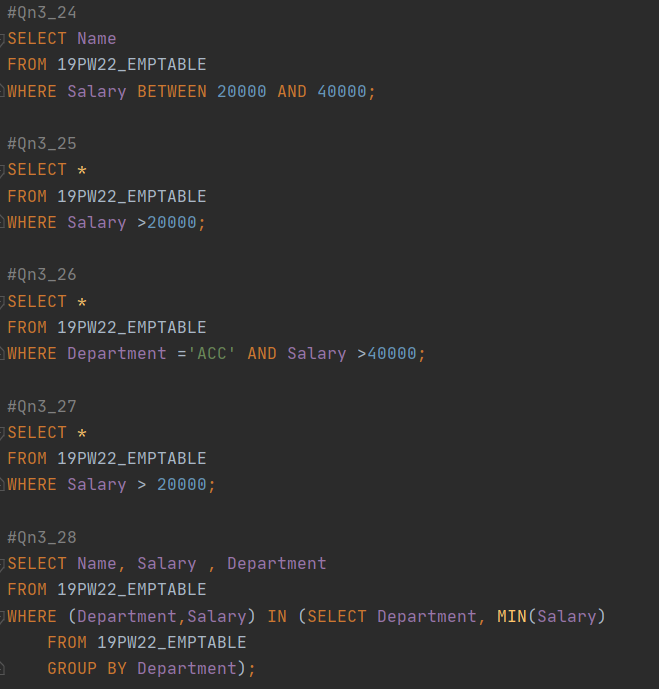 #Qn3_24
SELECT Name
FROM 19PW22_EMPTABLE
WHERE Salary BETWEEN 20000 AND 40000;
#Qn3_25
SELECT *
FROM 19PW22_EMPTABLE
WHERE Salary >20000;
#Qn3_26
SELECT *
FROM 19PW22_EMPTABLE
WHERE Department ='ACC' AND Salary >40000;
#Qn3_27
SELECT *
FROM 19PW22_EMPTABLE
WHERE Salary > 20000;
#Qn3_28
SELECT Name, Salary , Department
FROM 19PW22_EMPTABLE
WHERE (Department,Salary) IN (SELECT Department, MIN(Salary)
    FROM 19PW22_EMPTABLE
    GROUP BY Department);